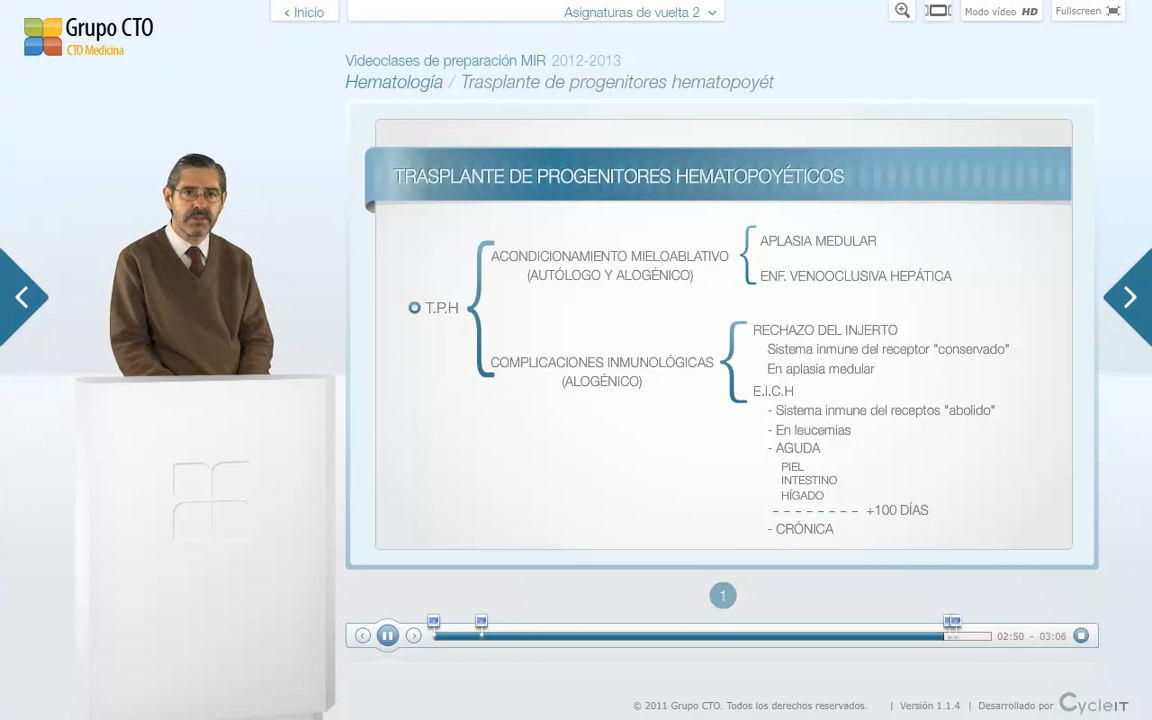 Grupo CTO
CTO Medicina
‹ Inicio
Asignaturas de vuelta 2
Modo vídeo HD
Fullscreen
Videoclases de preparación MIR 2012-2013
Hematología / Trasplante de progenitores hematopoyét
TRASPLANTE DE PROGENITORES HEMATOPOYÉTICOS
T.P.H
ACONDICIONAMIENTO MIELOABLATIVO
(AUTÓLOGO Y ALOGÉNICO)
APLASIA MEDULAR
ENF. VENOOCLUSIVA HEPÁTICA
COMPLICACIONES INMUNOLÓGICAS
(ALOGÉNICO)
RECHAZO DEL INJERTO
Sistema inmune del receptor "conservado"
En aplasia medular
E.I.C.H
- Sistema inmune del receptos "abolido"
- En leucemias
- AGUDA
PIEL
INTESTINO
HÍGADO
- - - - - - - - +100 DÍAS
- CRÓNICA
1
02:50 - 03:06
© 2011 Grupo CTO. Todos los derechos reservados. | Versión 1.1.4 | Desarrollado por CycleIT